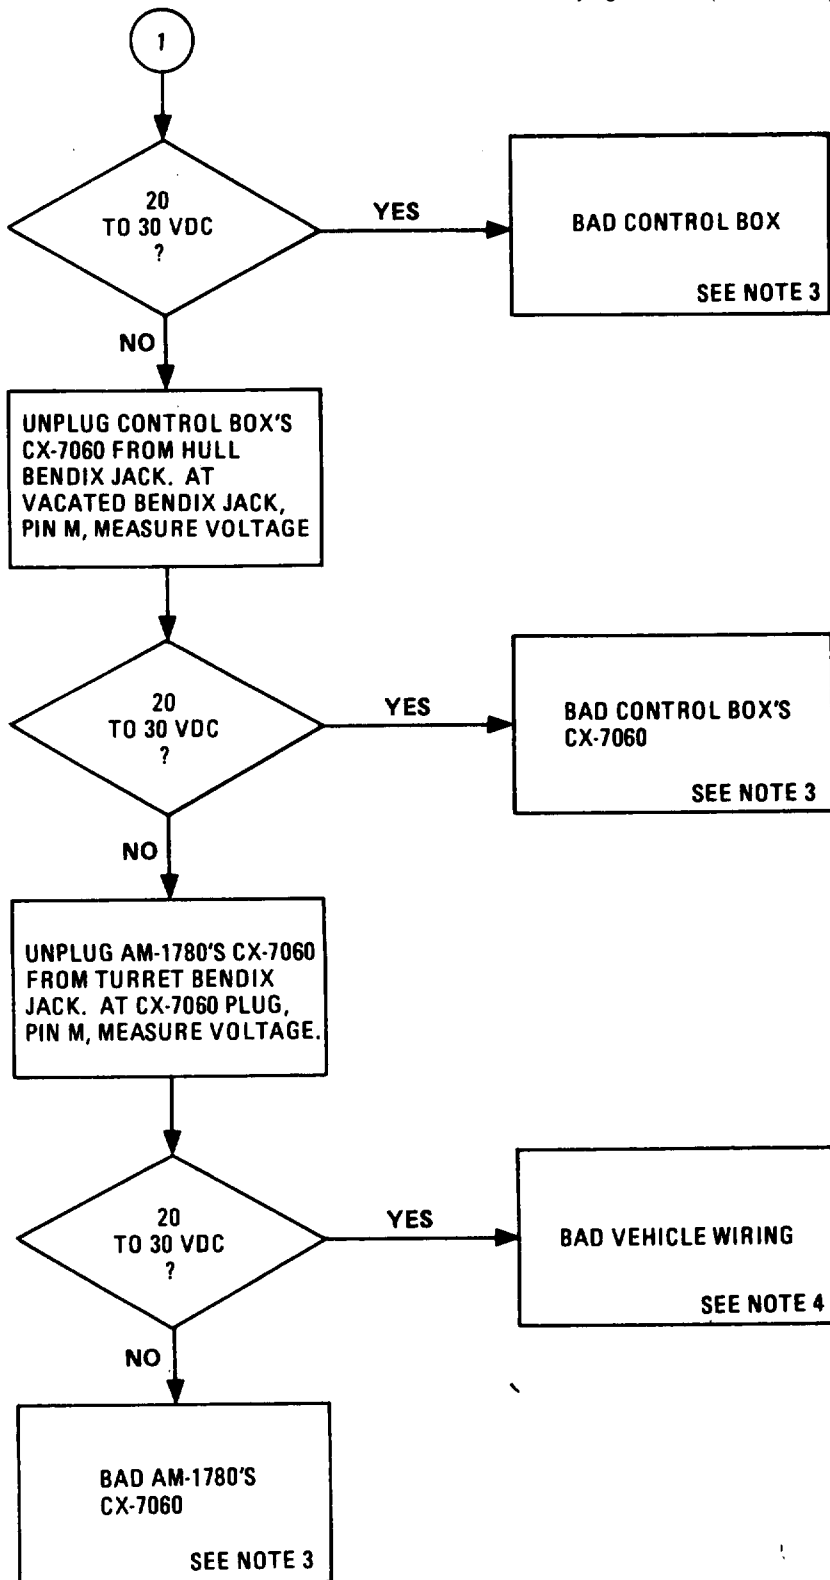 1
20
TO 30 VDC
?
YES
BAD CONTROL BOX
SEE NOTE 3
NO
UNPLUG CONTROL BOX'S
CX-7060 FROM HULL
BENDIX JACK. AT
VACATED BENDIX JACK,
PIN M, MEASURE VOLTAGE
20
TO 30 VDC
?
YES
BAD CONTROL BOX'S
CX-7060
SEE NOTE 3
NO
UNPLUG AM-1780'S CX-7060
FROM TURRET BENDIX
JACK. AT CX-7060 PLUG,
PIN M, MEASURE VOLTAGE.
20
TO 30 VDC
?
YES
BAD VEHICLE WIRING
SEE NOTE 4
NO
BAD AM-1780'S
CX-7060
SEE NOTE 3